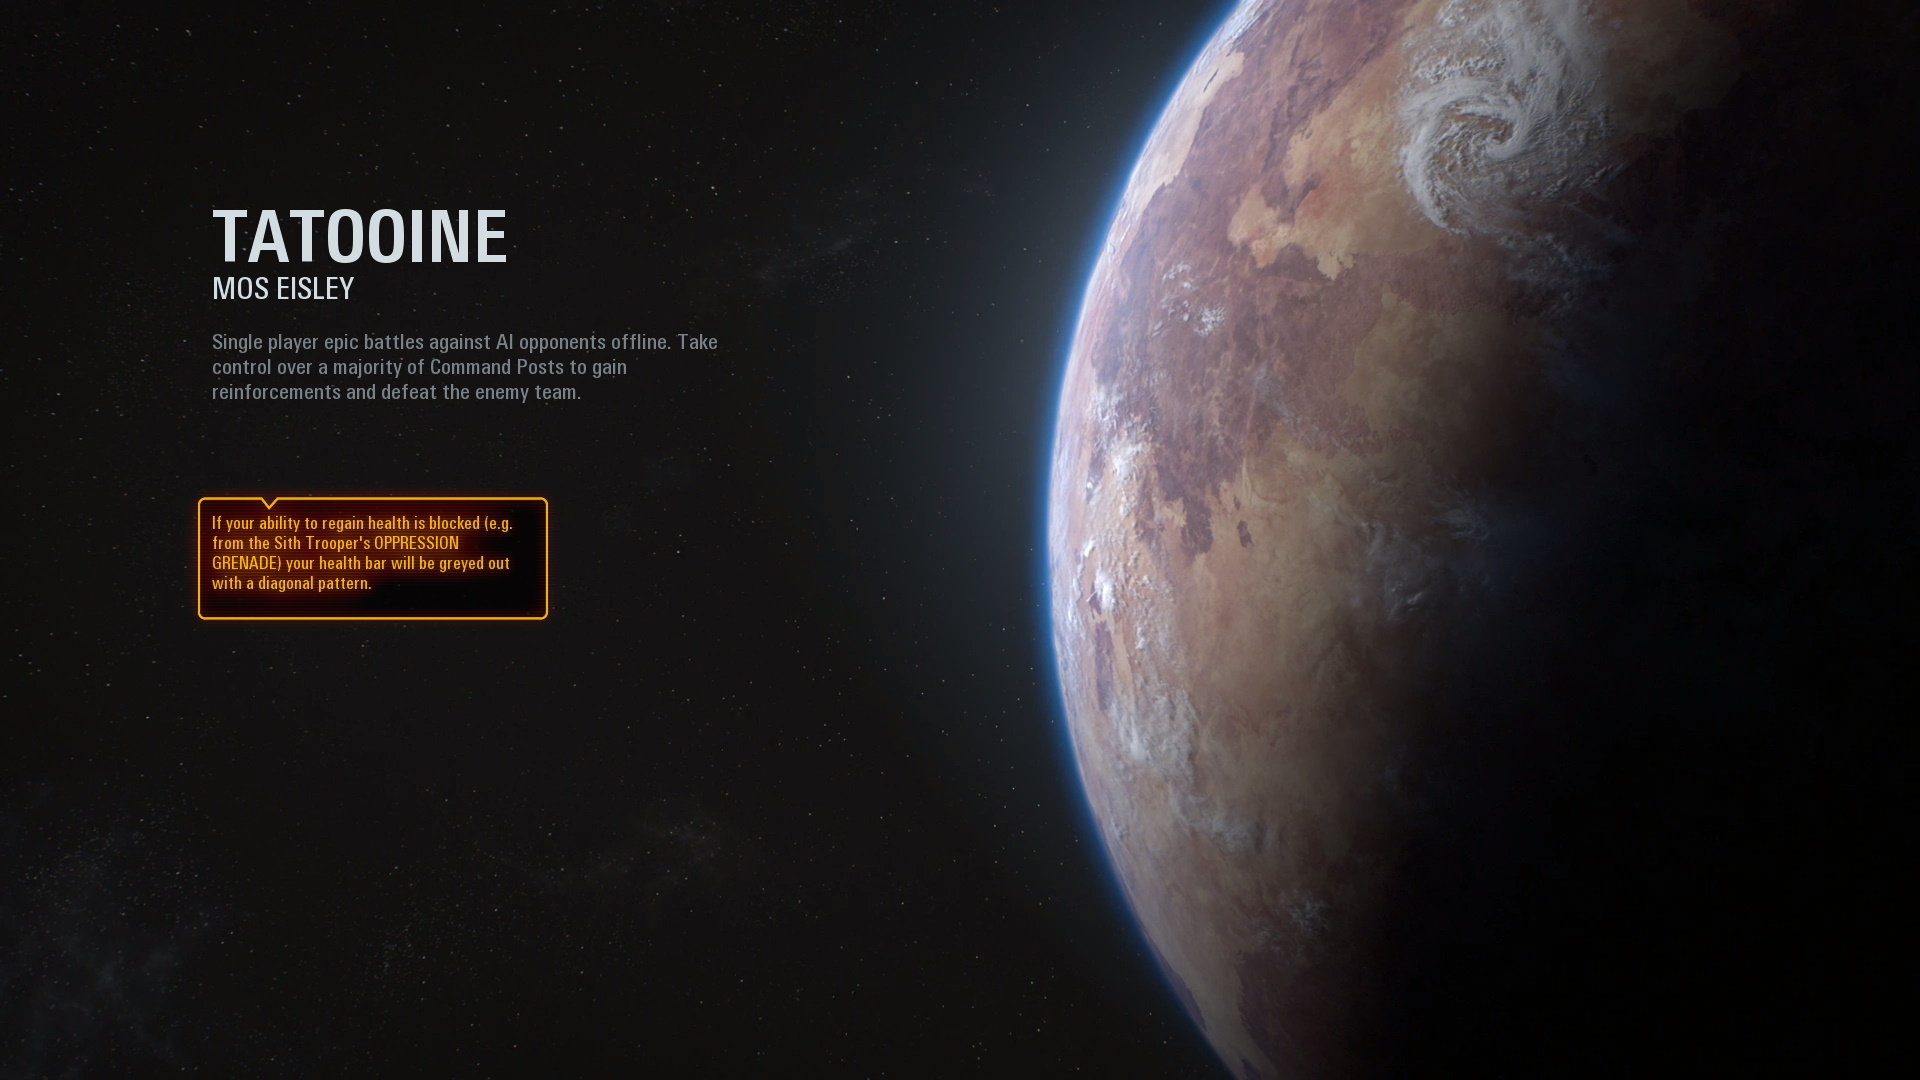 TATOOINE
MOS EISLEY
Single player epic battles against AI opponents offline. Take
control over a majority of Command Posts to gain
reinforcements and defeat the enemy team.
If your ability to regain health is blocked (e.g.
from the Sith Trooper's OPPRESSION
GRENADE) your health bar will be greyed out
with a diagonal pattern.